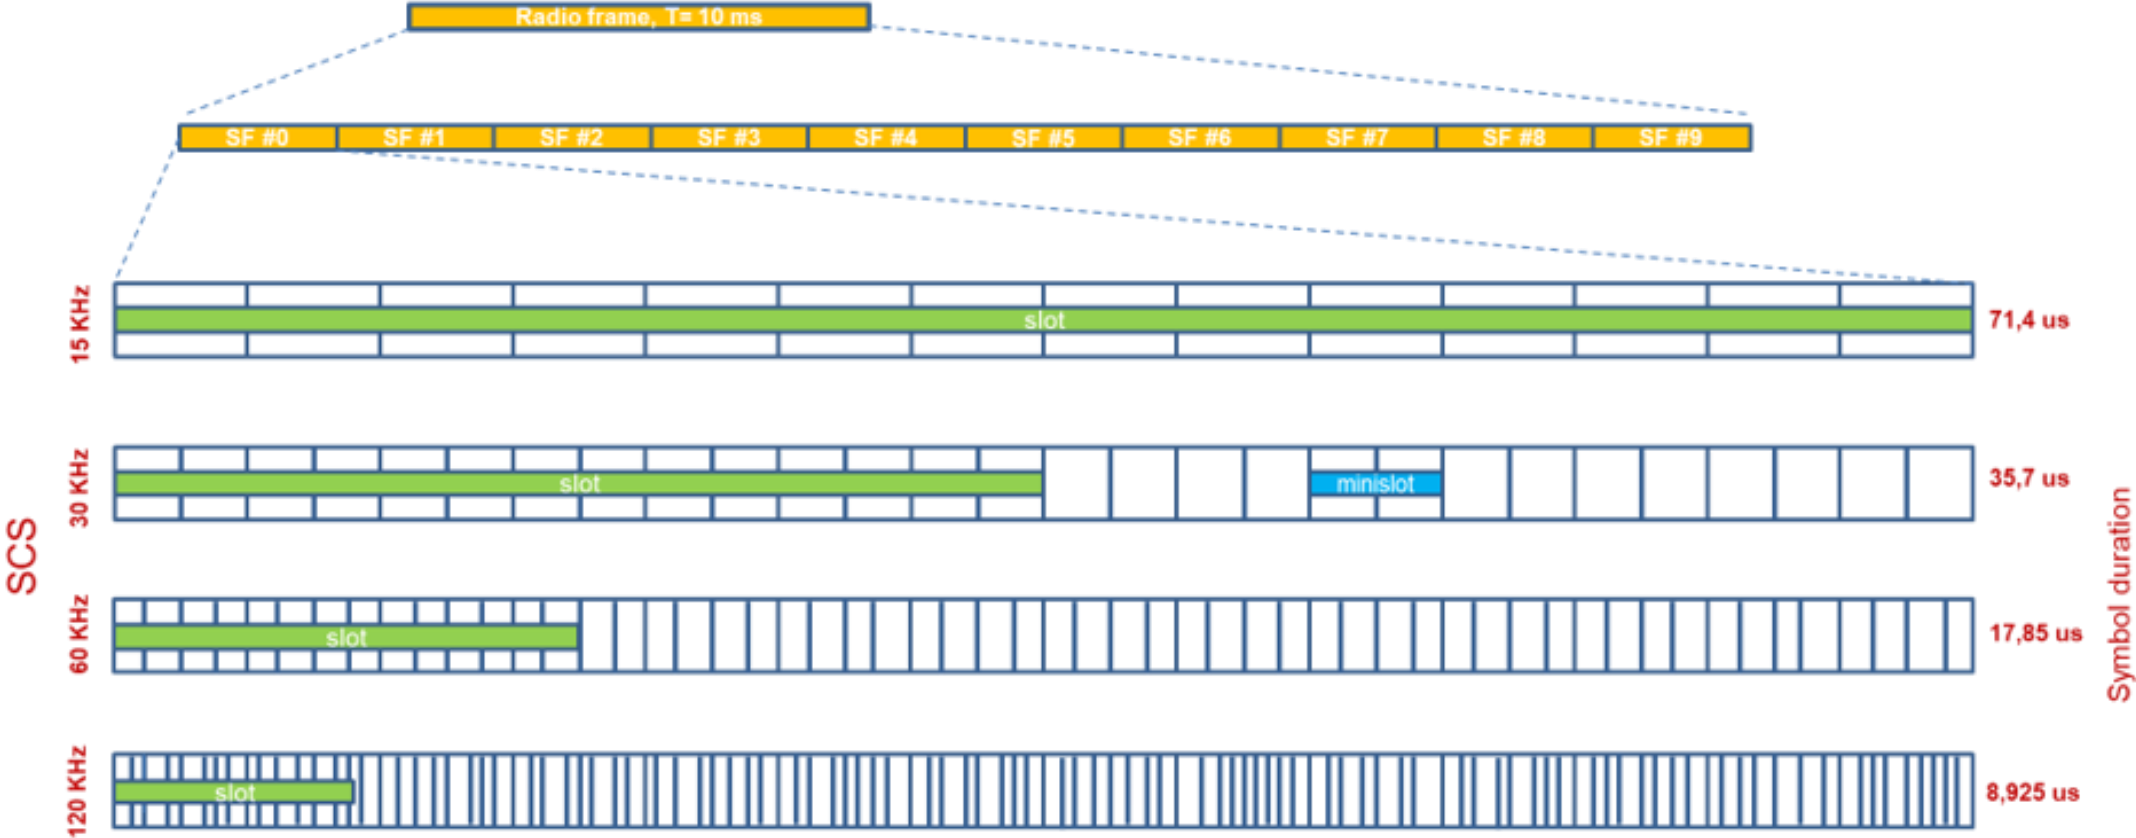 Radio frame, T= 10 ms
SF #0 SF #1 SF #2 SF #3 SF #4 SF #5 SF #6 SF #7 SF #8 SF #9
15 KHz
slot
71,4 us
30 KHz
slot
minislot
35,7 us
SCS
60 KHz
slot
17,85 us
Symbol duration
120 KHz
slot
8,925 us